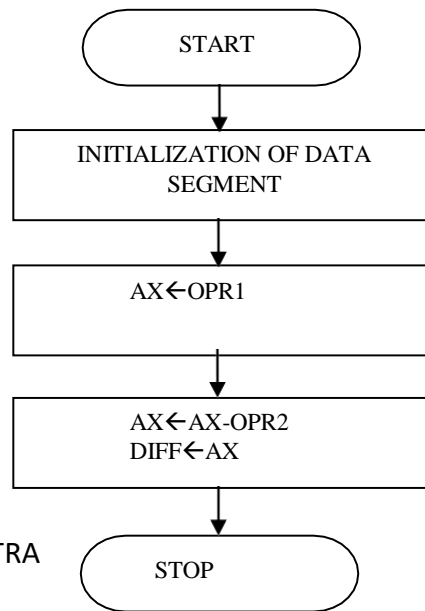 START
INITIALIZATION OF DATA
SEGMENT
AX←OPR1
AX←AX-OPR2
DIFF←AX
TRA
STOP